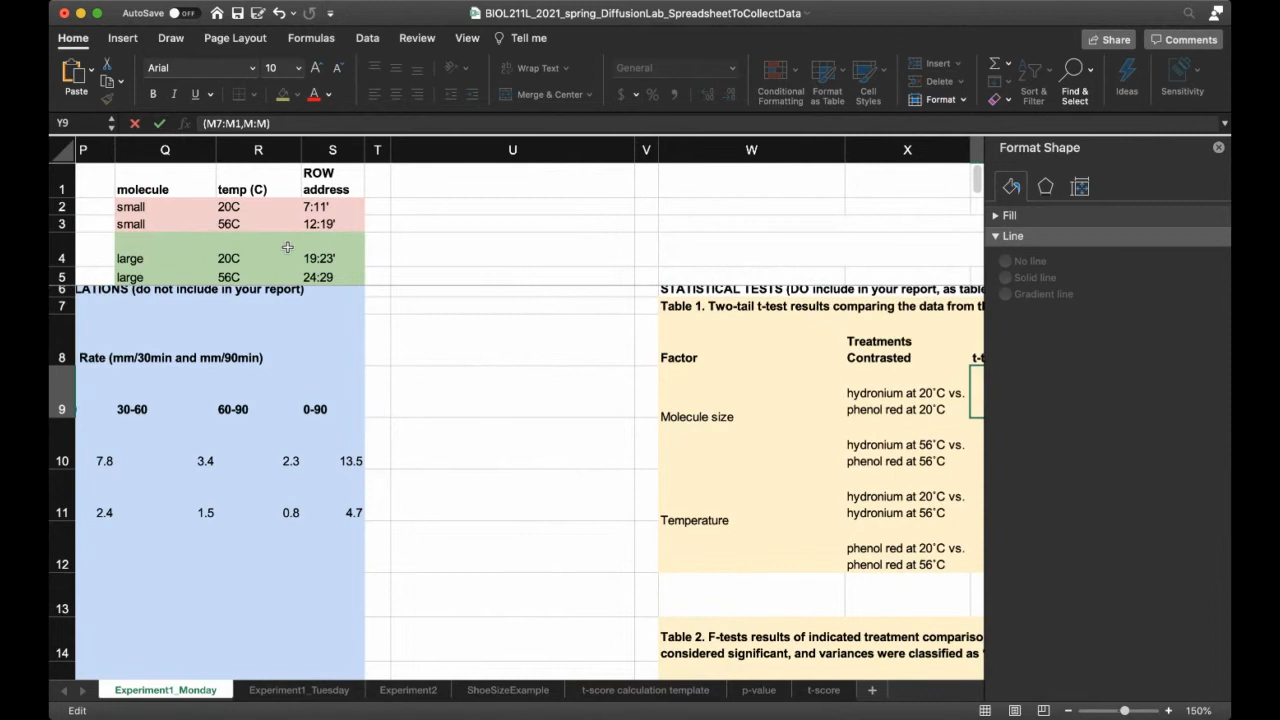 AutoSave OFF BIOL211L_2021_spring_DiffusionLab_SpreadsheetToCollectData
Home Insert Draw Page Layout Formulas Data Review View Tell me Share Comments
Paste Arial 10 A A Wrap Text General Conditional Formatting Format as Table Cell Styles Insert Sort & Filter Find & Select Ideas Sensitivity
B I U A Merge & Center $ % Delete Format
Y9 fx (M7:M1,M:M)
P Q R S T U V W X Format Shape
1 molecule temp (C) ROW address
2 small 20C 7:11'
3 small 56C 12:19'
Fill
Line
4 large 20C 19:23'
No line
5 large 56C 24:29
Solid line
6 LATIONS (do not include in your report) STATISTICAL TESTS (DO include in your report, as table
Gradient line
7 Table 1. Two-tail t-test results comparing the data from th
8 Rate (mm/30min and mm/90min) Factor Treatments Contrasted t-t
9 30-60 60-90 0-90 Molecule size hydronium at 20˚C vs. phenol red at 20˚C
10 7.8 3.4 2.3 13.5 hydronium at 56˚C vs. phenol red at 56˚C
11 2.4 1.5 0.8 4.7 Temperature hydronium at 20˚C vs. hydronium at 56˚C
12 phenol red at 20˚C vs. phenol red at 56˚C
13
14 Table 2. F-tests results of indicated treatment compariso
considered significant, and variances were classified as "
Experiment1_Monday Experiment1_Tuesday Experiment2 ShoeSizeExample t-score calculation template p-value t-score
Edit 150%